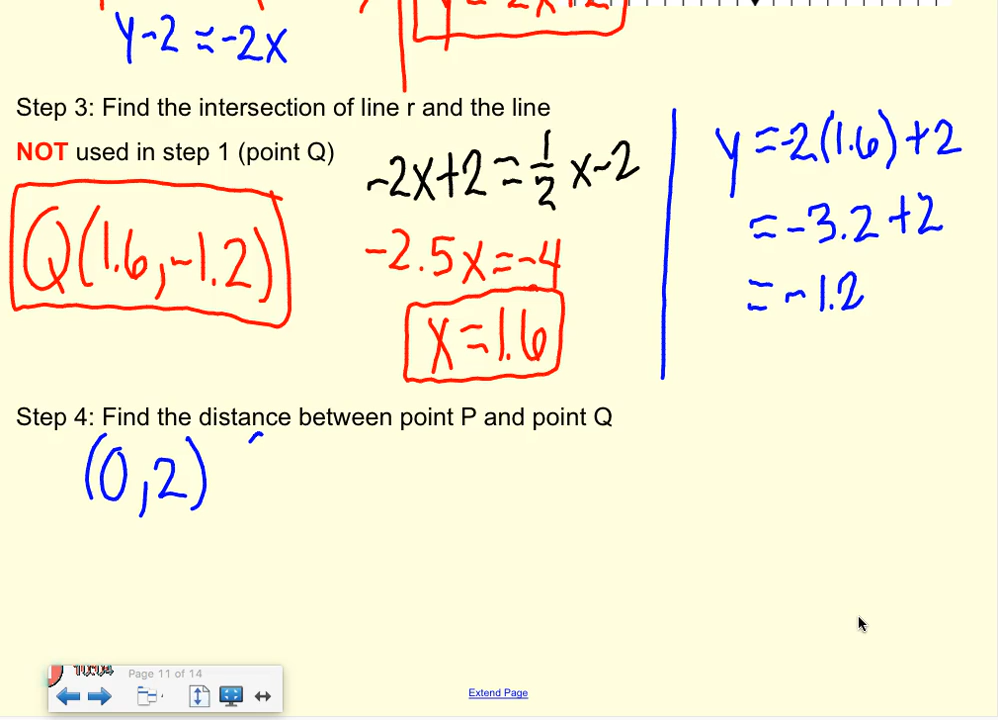 y = -2x+2
y-2 = -2x
Step 3: Find the intersection of line r and the line
NOT used in step 1 (point Q)
Q(1.6,-1.2)
-2x+2 = 1/2 x-2
-2.5x = -4
x = 1.6
y = -2(1.6)+2
= -3.2+2
= -1.2
Step 4: Find the distance between point P and point Q
(0,2)
Page 11 of 14
Extend Page